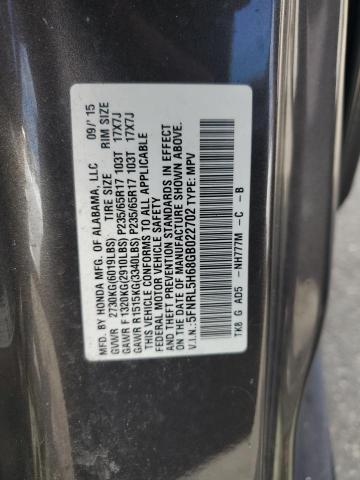 MFD. BY HONDA MFG. OF ALABAMA, LLC 09/'15
TIRE SIZE RIM SIZE
GVWR 2730KG(6019LBS)
GAWR F 1320KG(2910LBS) P235/65R17 103T 17X7J
GAWR R 1515KG(3340LBS) P235/65R17 103T 17X7J
THIS VEHICLE CONFORMS TO ALL APPLICABLE
FEDERAL MOTOR VEHICLE SAFETY, BUMPER,
AND THEFT PREVENTION STANDARDS IN EFFECT
ON THE DATE OF MANUFACTURE SHOWN ABOVE.
V.I.N.: 5FNRL5H68GB022702 TYPE: MPV
TK8 G AD5 -NH777M -C -B